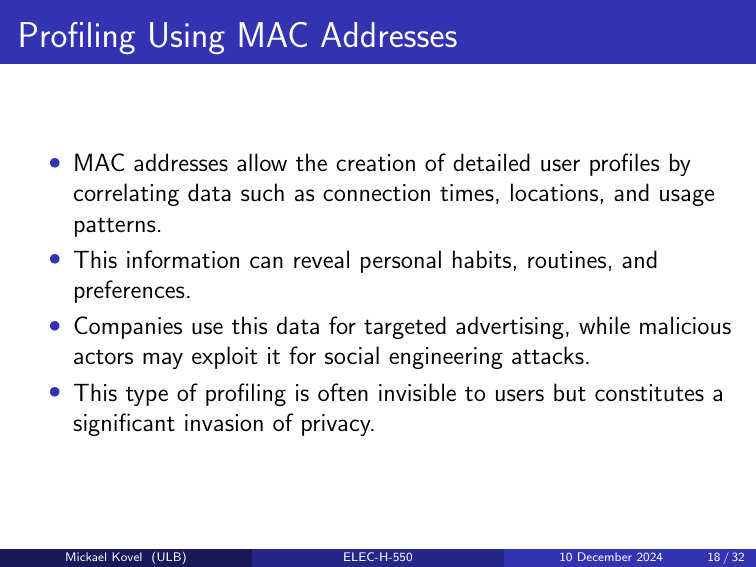 Profiling Using MAC Addresses
• MAC addresses allow the creation of detailed user profiles by
correlating data such as connection times, locations, and usage
patterns.
• This information can reveal personal habits, routines, and
preferences.
• Companies use this data for targeted advertising, while malicious
actors may exploit it for social engineering attacks.
• This type of profiling is often invisible to users but constitutes a
significant invasion of privacy.
Mickael Kovel (ULB) ELEC-H-550 10 December 2024 18 / 32